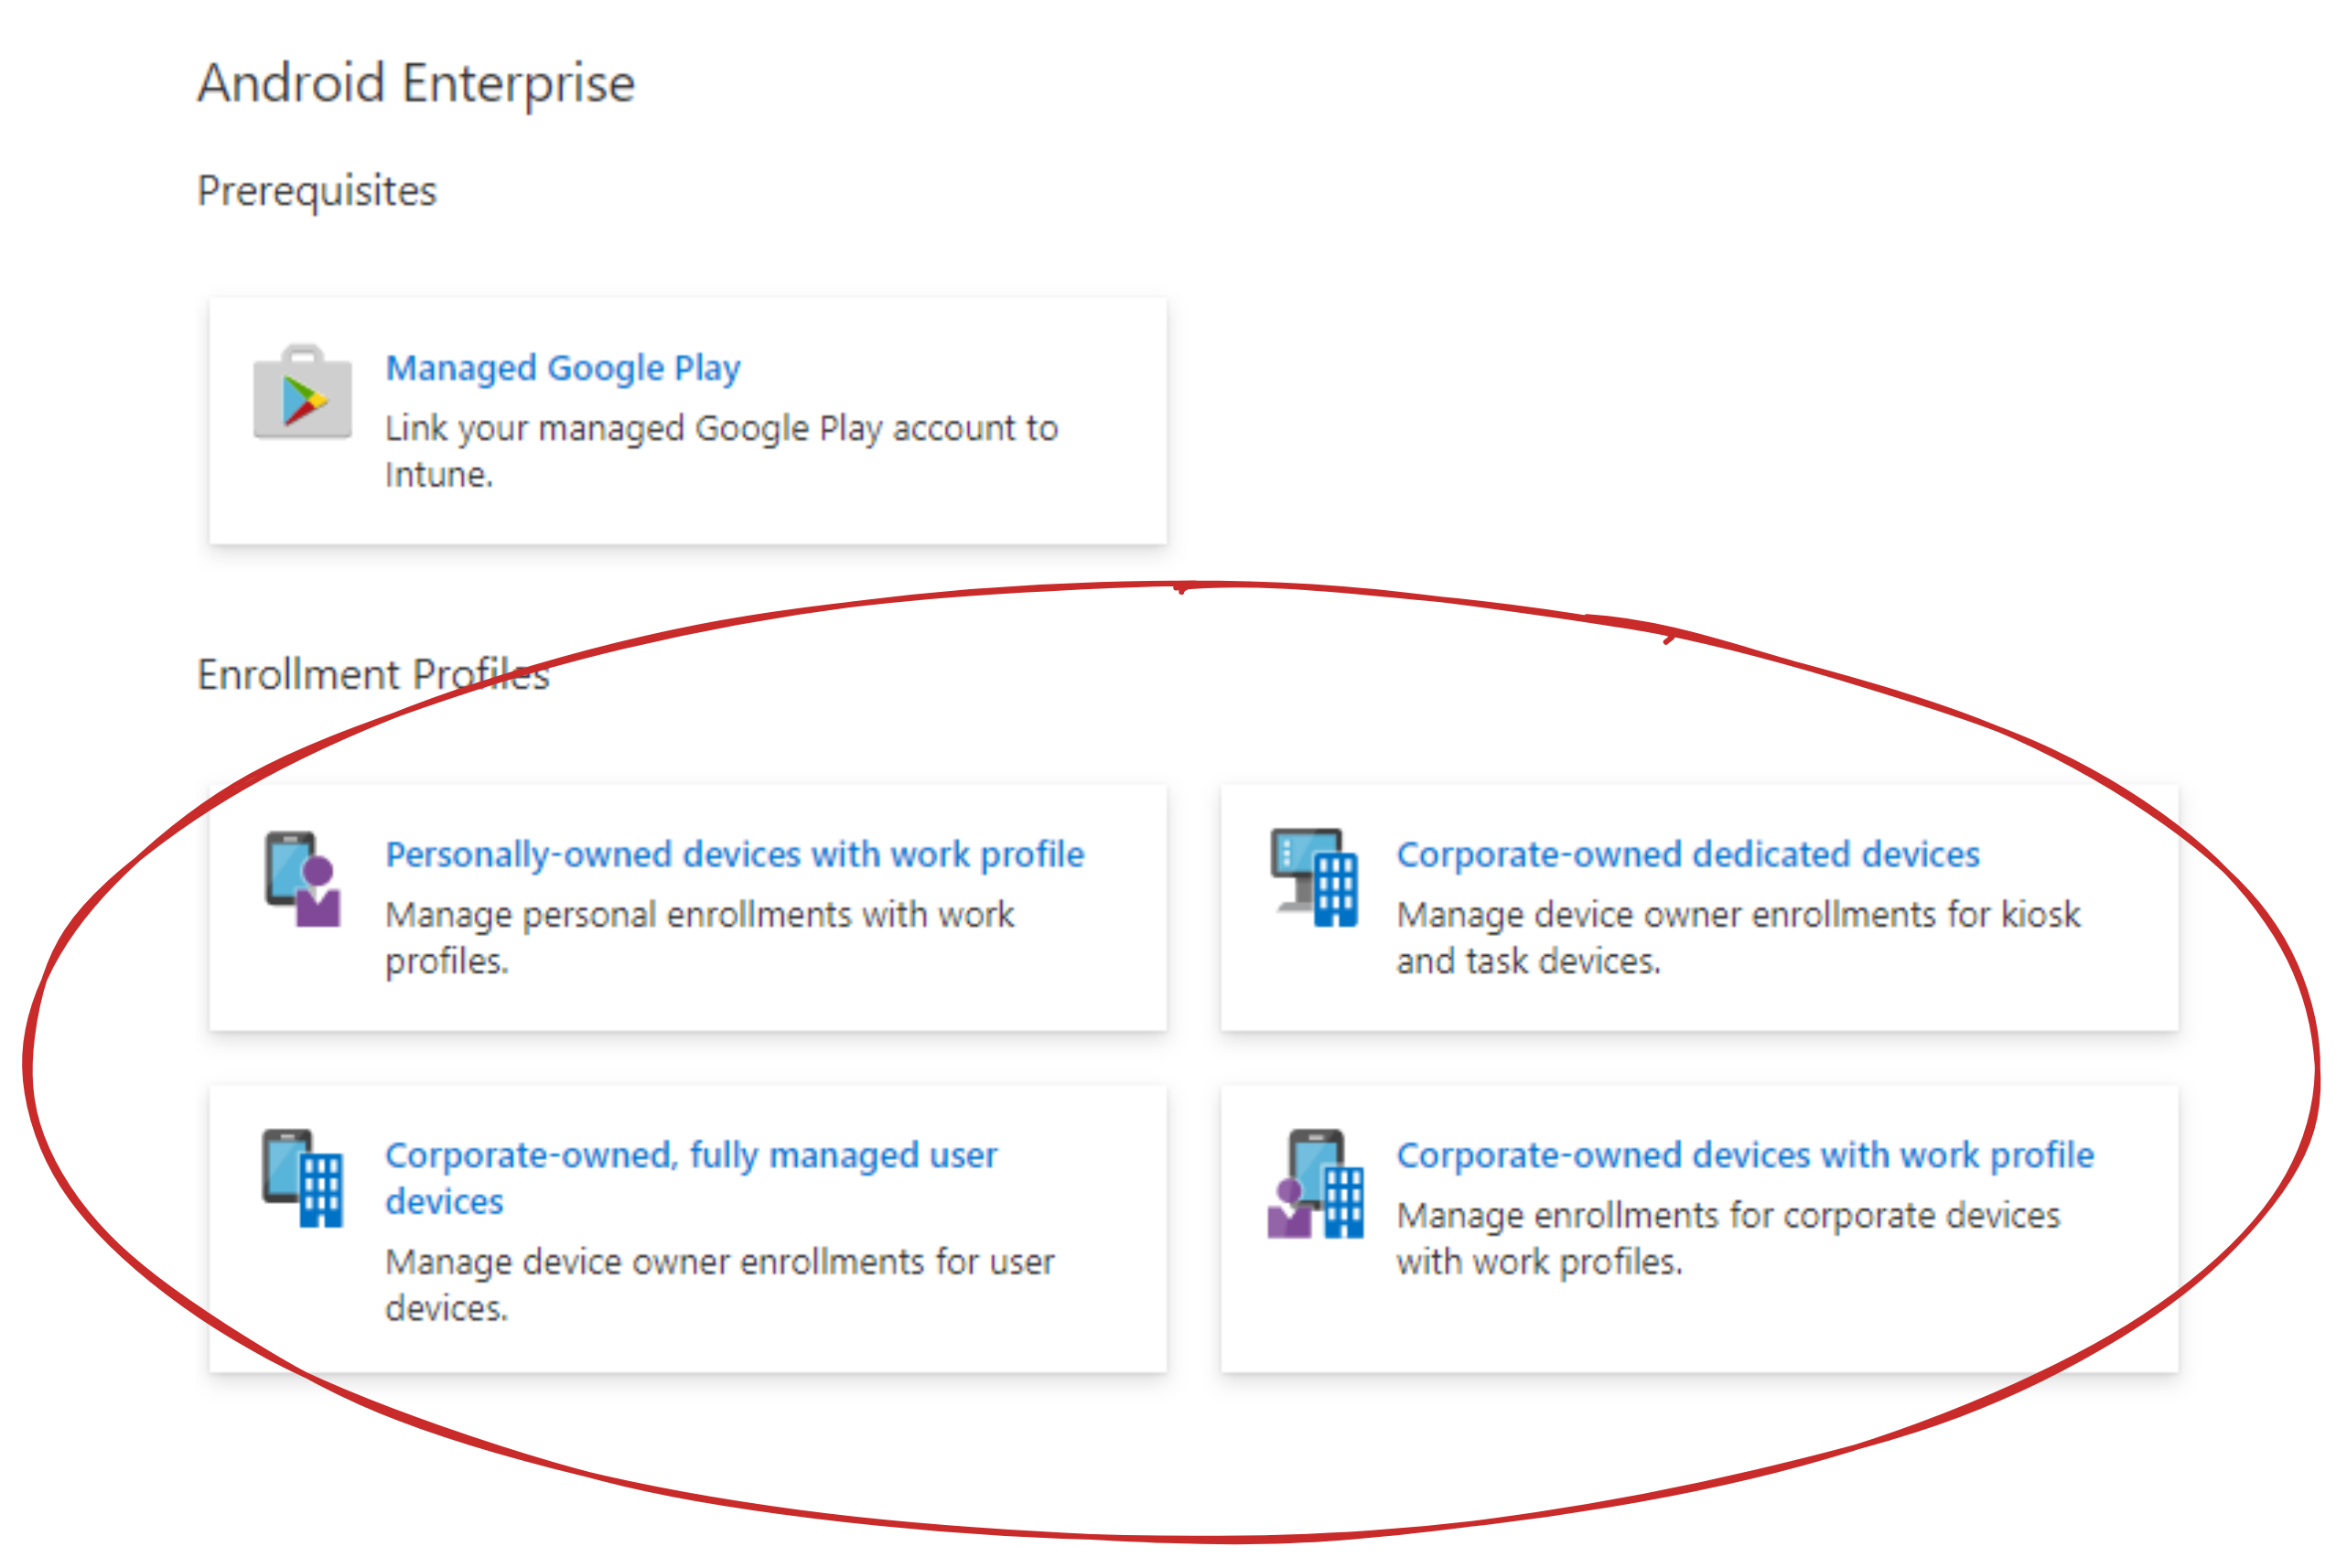 Android Enterprise
Prerequisites
Managed Google Play
Link your managed Google Play account to
Intune.
Enrollment Profiles
Personally-owned devices with work profile
Manage personal enrollments with work
profiles.
Corporate-owned dedicated devices
Manage device owner enrollments for kiosk
and task devices.
Corporate-owned, fully managed user
devices
Manage device owner enrollments for user
devices.
Corporate-owned devices with work profile
Manage enrollments for corporate devices
with work profiles.